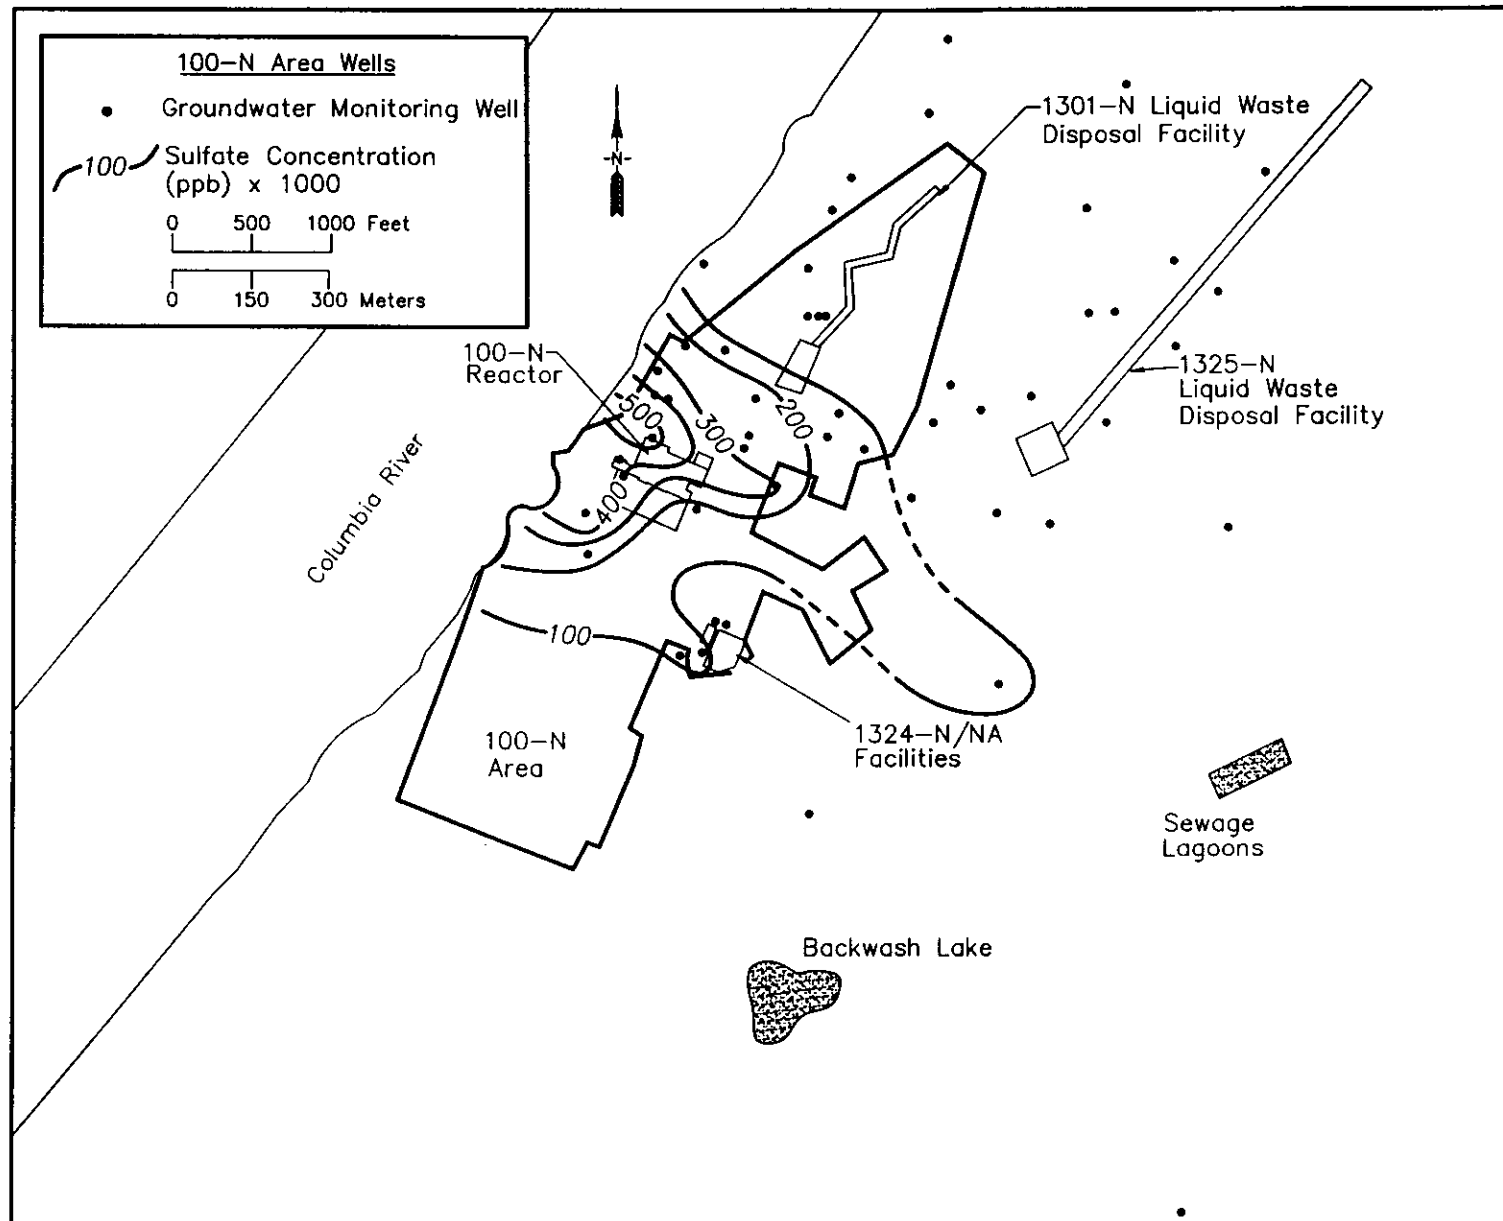 100-N Area Wells
Groundwater Monitoring Well
100
Sulfate Concentration
(ppb) x 1000
0 500 1000 Feet
0 150 300 Meters
-N-
1301-N Liquid Waste
Disposal Facility
100-N
Reactor
1325-N
Liquid Waste
Disposal Facility
500
300
200
400
100
Columbia River
1324-N/NA
Facilities
100-N
Area
Sewage
Lagoons
Backwash Lake